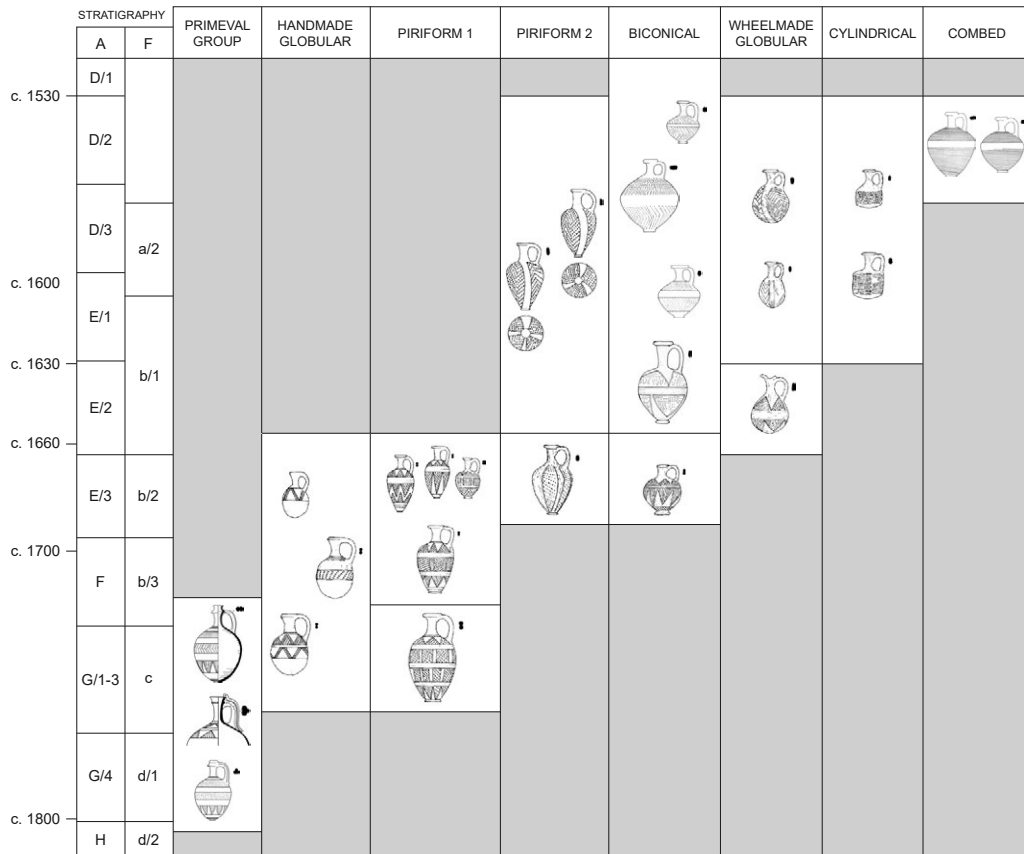 STRATIGRAPHY
A
F
PRIMEVAL
GROUP
HANDMADE
GLOBULAR
PIRIFORM 1
PIRIFORM 2
BICONICAL
WHEELMADE
GLOBULAR
CYLINDRICAL
COMBED
D/1
c. 1530
D/2
D/3
a/2
c. 1600
E/1
c. 1630
b/1
E/2
c. 1660
E/3
b/2
c. 1700
F
b/3
G/1-3
c
G/4
d/1
c. 1800
H
d/2